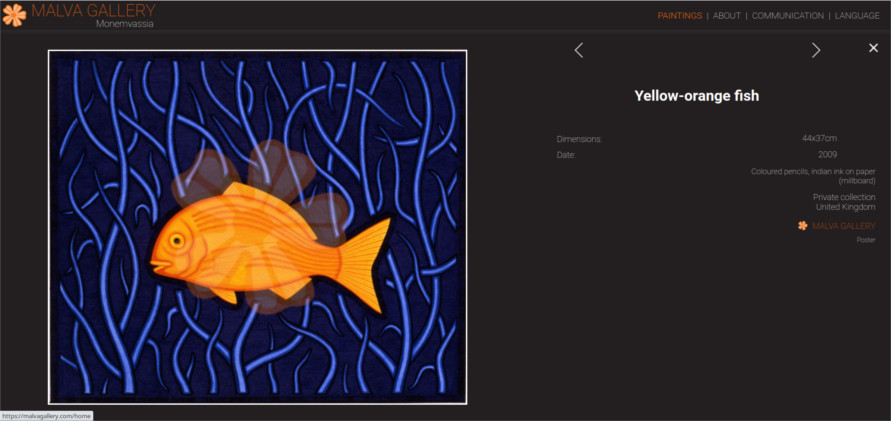 MALVA GALLERY
Monemvassia
PAINTINGS | ABOUT | COMMUNICATION | LANGUAGE
Yellow-orange fish
Dimensions: 44x37cm
Date: 2009
Coloured pencils, indian ink on paper
(millboard)
Private collection
United Kingdom
MALVA GALLERY
Poster
https://malvagallery.com/home